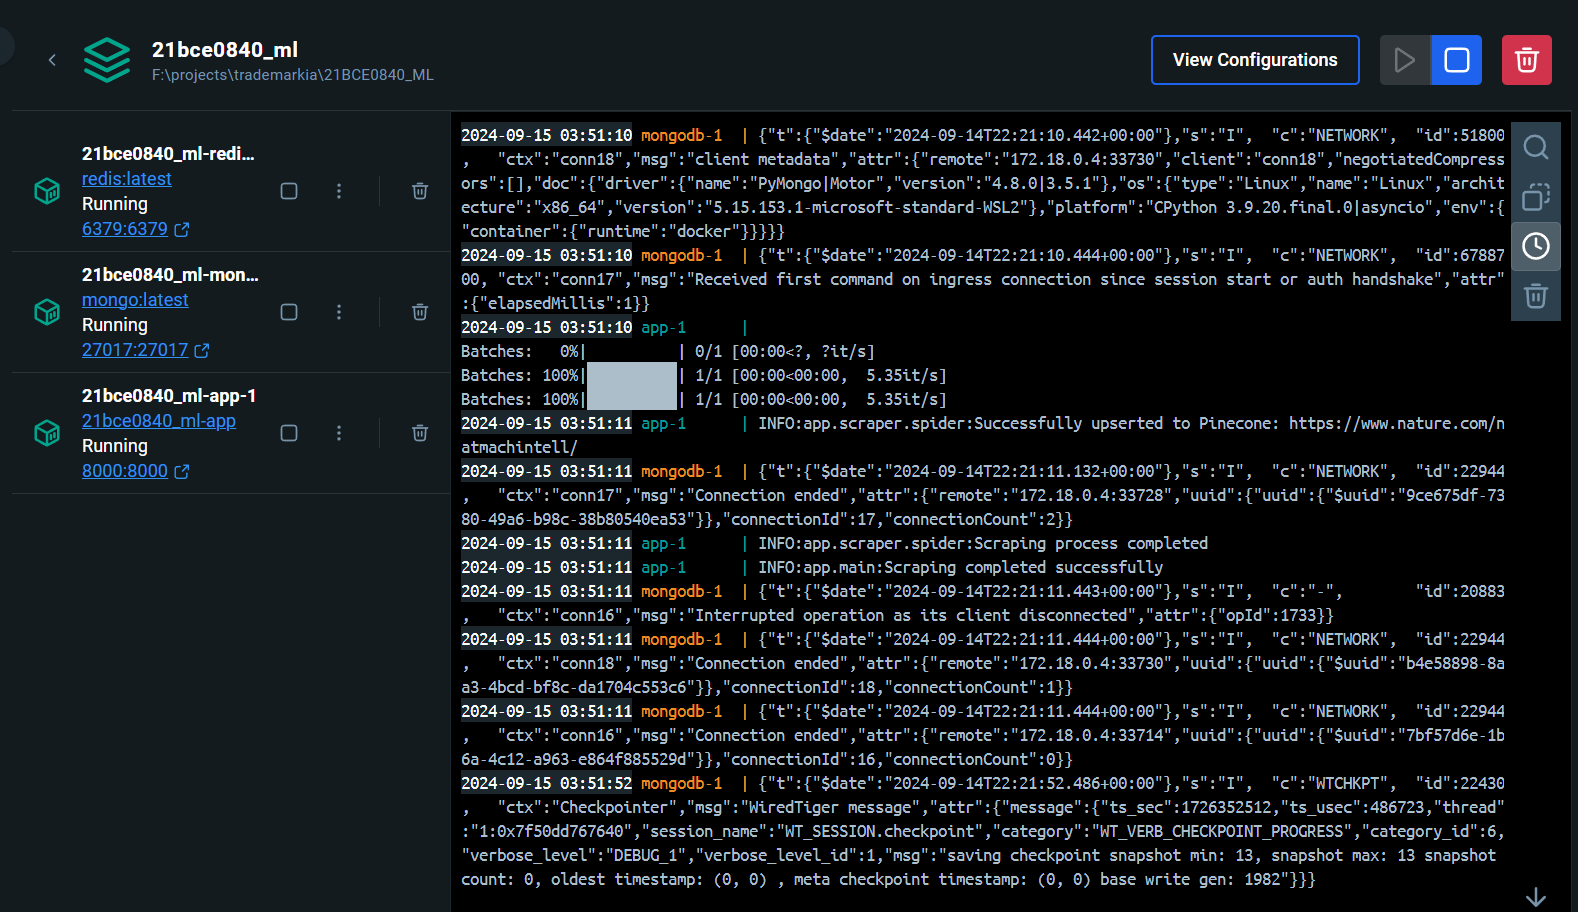 21bce0840_ml
F:\projects\trademarkia\21BCE0840_ML
View Configurations
21bce0840_ml-redi...
redis:latest
Running
6379:6379
21bce0840_ml-mon...
mongo:latest
Running
27017:27017
21bce0840_ml-app-1
21bce0840_ml-app
Running
8000:8000
2024-09-15 03:51:10 mongodb-1  | {"t":{"$date":"2024-09-14T22:21:10.442+00:00"},"s":"I",  "c":"NETWORK",  "id":51800
,   "ctx":"conn18","msg":"client metadata","attr":{"remote":"172.18.0.4:33730","client":"conn18","negotiatedCompress
ors":[],"doc":{"driver":{"name":"PyMongo|Motor","version":"4.8.0|3.5.1"},"os":{"type":"Linux","name":"Linux","archit
ecture":"x86_64","version":"5.15.153.1-microsoft-standard-WSL2"},"platform":"CPython 3.9.20.final.0|asyncio","env":{
"container":{"runtime":"docker"}}}}}
2024-09-15 03:51:10 mongodb-1  | {"t":{"$date":"2024-09-14T22:21:10.444+00:00"},"s":"I",  "c":"NETWORK",  "id":67887
00, "ctx":"conn17","msg":"Received first command on ingress connection since session start or auth handshake","attr"
:{"elapsedMillis":1}}
2024-09-15 03:51:10 app-1      |
Batches:   0%|          | 0/1 [00:00<?, ?it/s]
Batches: 100%|██████████| 1/1 [00:00<00:00,  5.35it/s]
Batches: 100%|██████████| 1/1 [00:00<00:00,  5.35it/s]
2024-09-15 03:51:11 app-1      | INFO:app.scraper.spider:Successfully upserted to Pinecone: https://www.nature.com/n
atmachintell/
2024-09-15 03:51:11 mongodb-1  | {"t":{"$date":"2024-09-14T22:21:11.132+00:00"},"s":"I",  "c":"NETWORK",  "id":22944
,   "ctx":"conn17","msg":"Connection ended","attr":{"remote":"172.18.0.4:33728","uuid":{"uuid":{"$uuid":"9ce675df-73
80-49a6-b98c-38b80540ea53"}},"connectionId":17,"connectionCount":2}}
2024-09-15 03:51:11 app-1      | INFO:app.scraper.spider:Scraping process completed
2024-09-15 03:51:11 app-1      | INFO:app.main:Scraping completed successfully
2024-09-15 03:51:11 mongodb-1  | {"t":{"$date":"2024-09-14T22:21:11.443+00:00"},"s":"I",  "c":"-",        "id":20883
,   "ctx":"conn16","msg":"Interrupted operation as its client disconnected","attr":{"opId":1733}}
2024-09-15 03:51:11 mongodb-1  | {"t":{"$date":"2024-09-14T22:21:11.444+00:00"},"s":"I",  "c":"NETWORK",  "id":22944
,   "ctx":"conn18","msg":"Connection ended","attr":{"remote":"172.18.0.4:33730","uuid":{"uuid":{"$uuid":"b4e58898-8a
a3-4bcd-bf8c-da1704c553c6"}},"connectionId":18,"connectionCount":1}}
2024-09-15 03:51:11 mongodb-1  | {"t":{"$date":"2024-09-14T22:21:11.444+00:00"},"s":"I",  "c":"NETWORK",  "id":22944
,   "ctx":"conn16","msg":"Connection ended","attr":{"remote":"172.18.0.4:33714","uuid":{"uuid":{"$uuid":"7bf57d6e-1b
6a-4c12-a963-e864f885529d"}},"connectionId":16,"connectionCount":0}}
2024-09-15 03:51:52 mongodb-1  | {"t":{"$date":"2024-09-14T22:21:52.486+00:00"},"s":"I",  "c":"WTCHKPT",  "id":22430
,   "ctx":"Checkpointer","msg":"WiredTiger message","attr":{"message":{"ts_sec":1726352512,"ts_usec":486723,"thread"
:"1:0x7f50dd767640","session_name":"WT_SESSION.checkpoint","category":"WT_VERB_CHECKPOINT_PROGRESS","category_id":6,
"verbose_level":"DEBUG_1","verbose_level_id":1,"msg":"saving checkpoint snapshot min: 13, snapshot max: 13 snapshot
count: 0, oldest timestamp: (0, 0) , meta checkpoint timestamp: (0, 0) base write gen: 1982"}}}